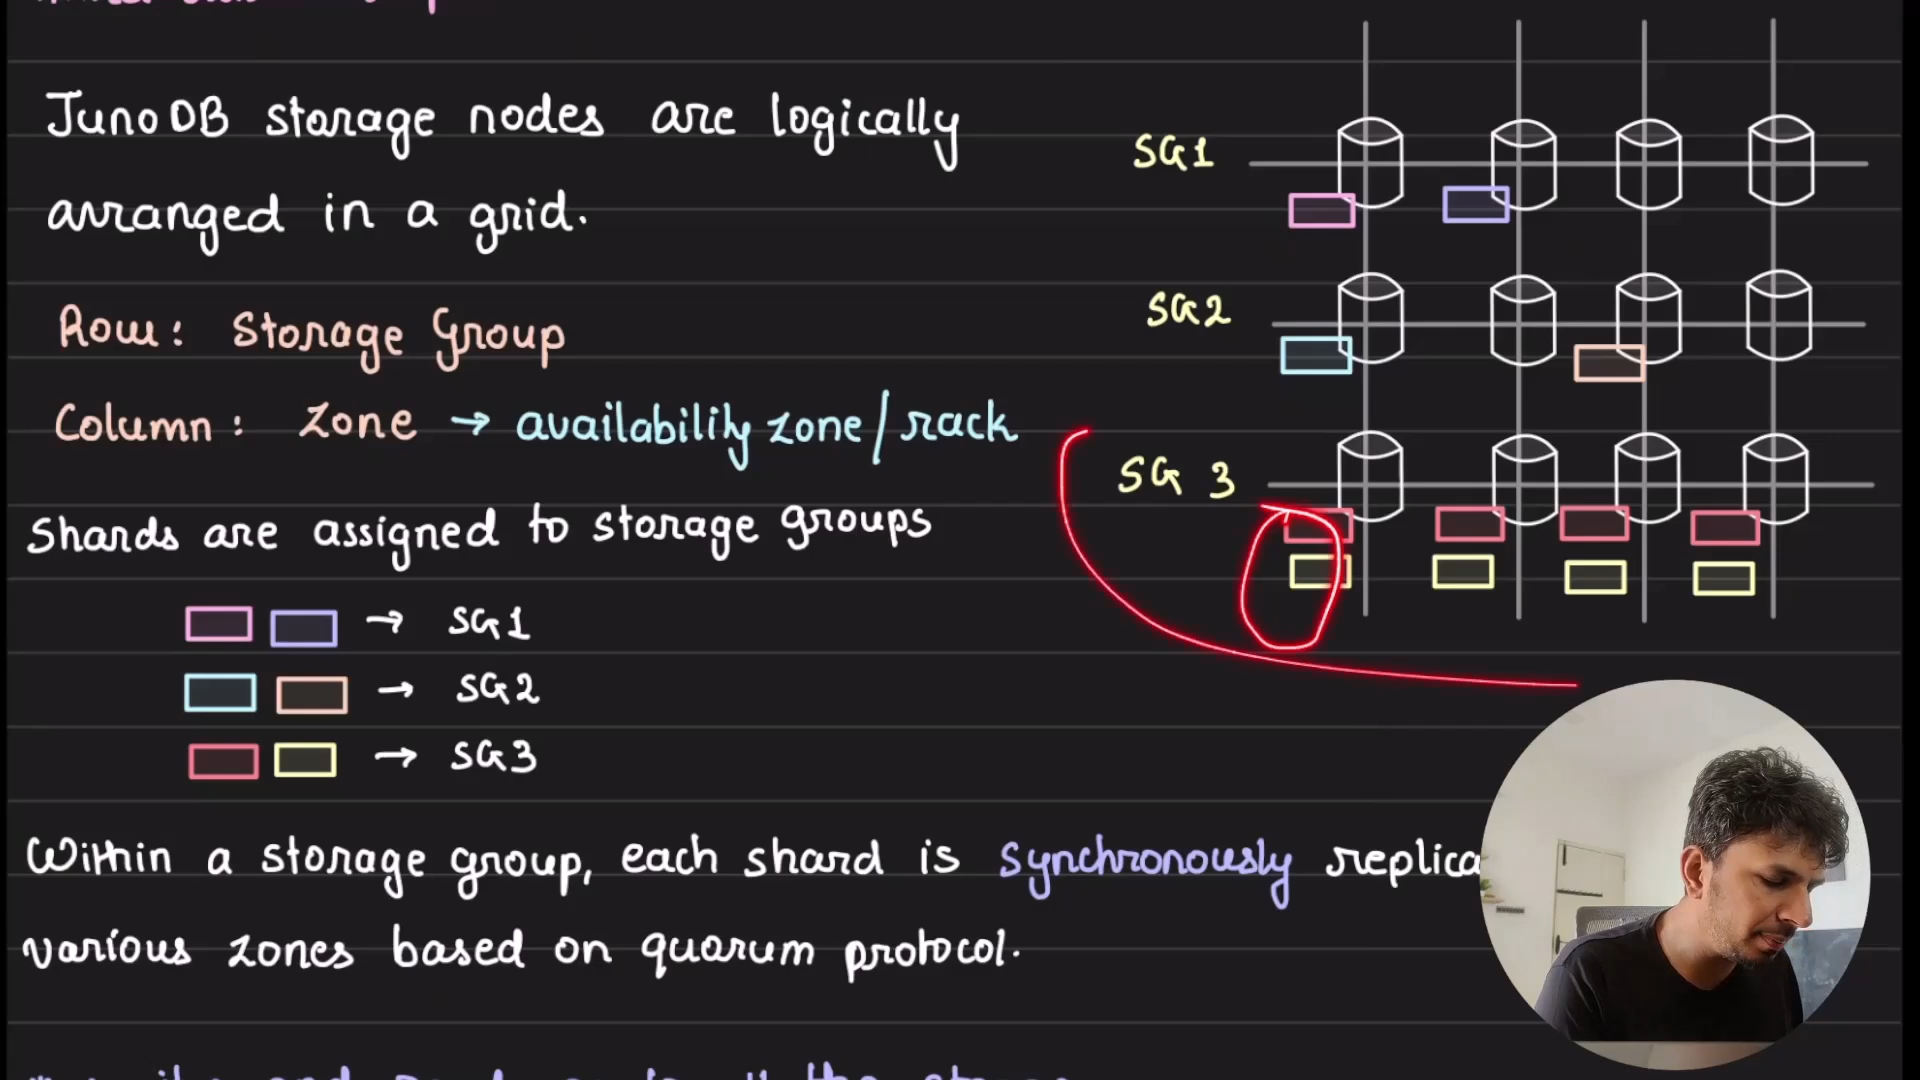 JunoDB storage nodes are logically
arranged in a grid.
Row: Storage Group
Column: Zone → availability zone/rack
Shards are assigned to storage groups
→ SG1
→ SG2
→ SG3
Within a storage group, each shard is synchronously
various zones based on quorum protocol.
SG1
SG2
SG 3